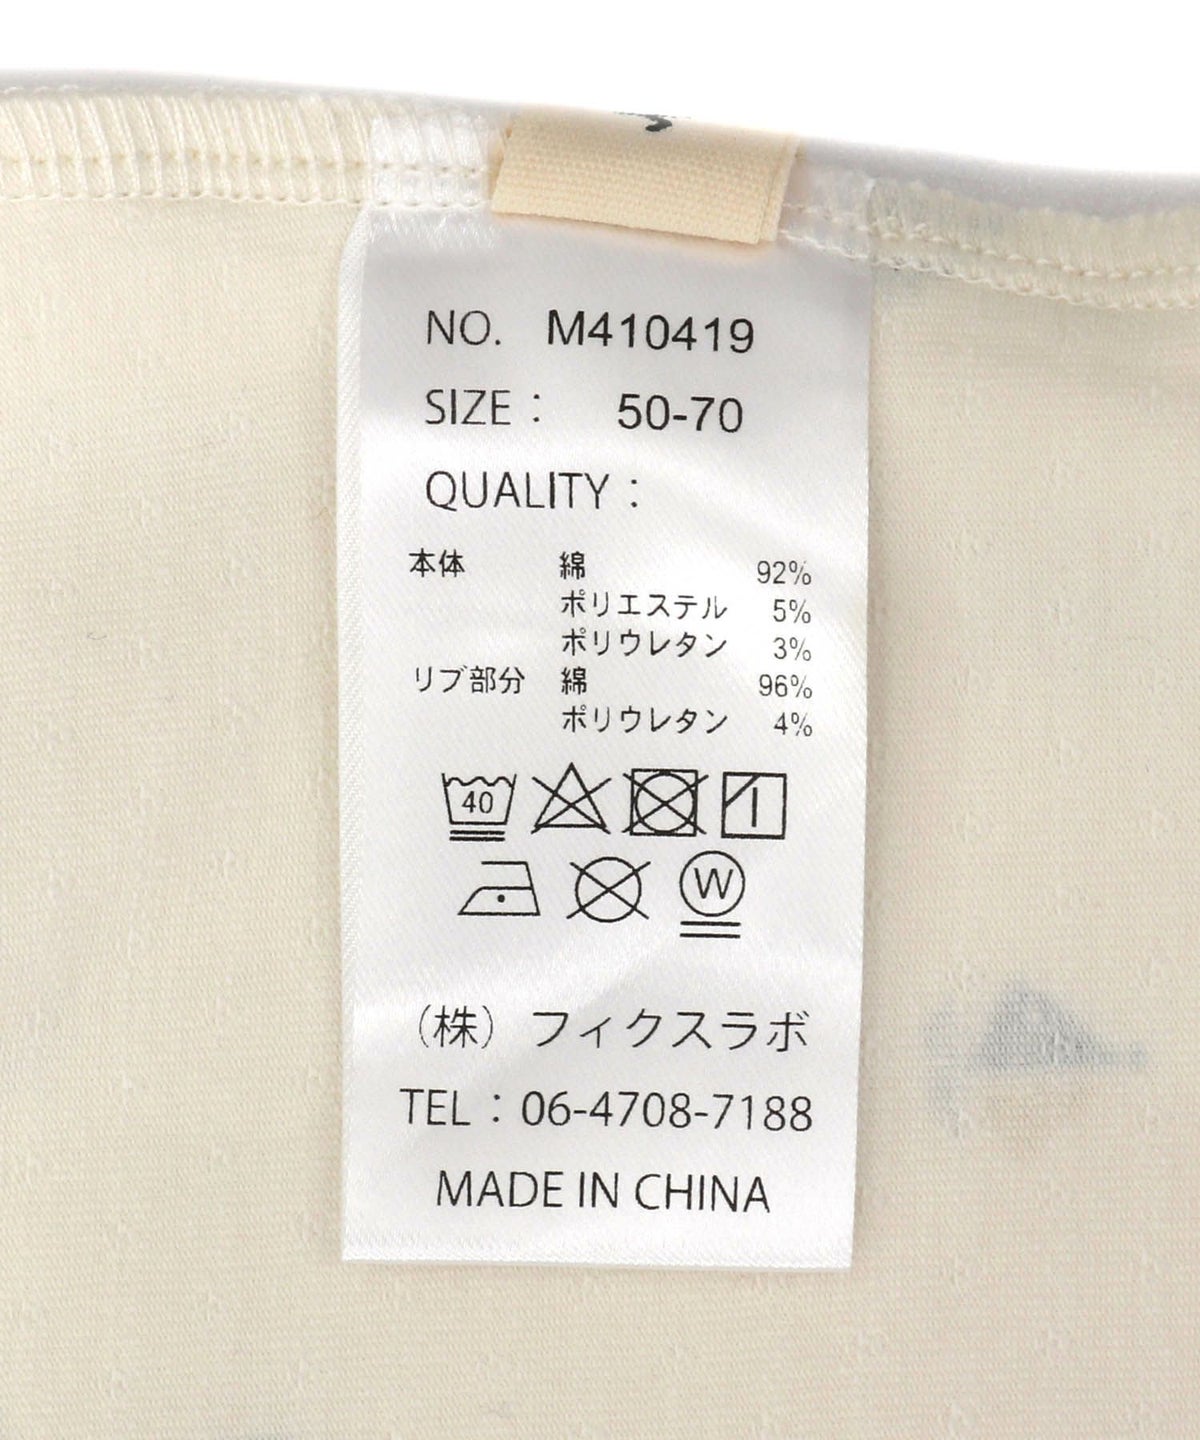 NO. M410419
SIZE： 50-70
QUALITY：
本体 綿 92%
ポリエステル 5%
ポリウレタン 3%
リブ部分 綿 96%
ポリウレタン 4%
40
W
（株）フィクスラボ
TEL：06-4708-7188
MADE IN CHINA